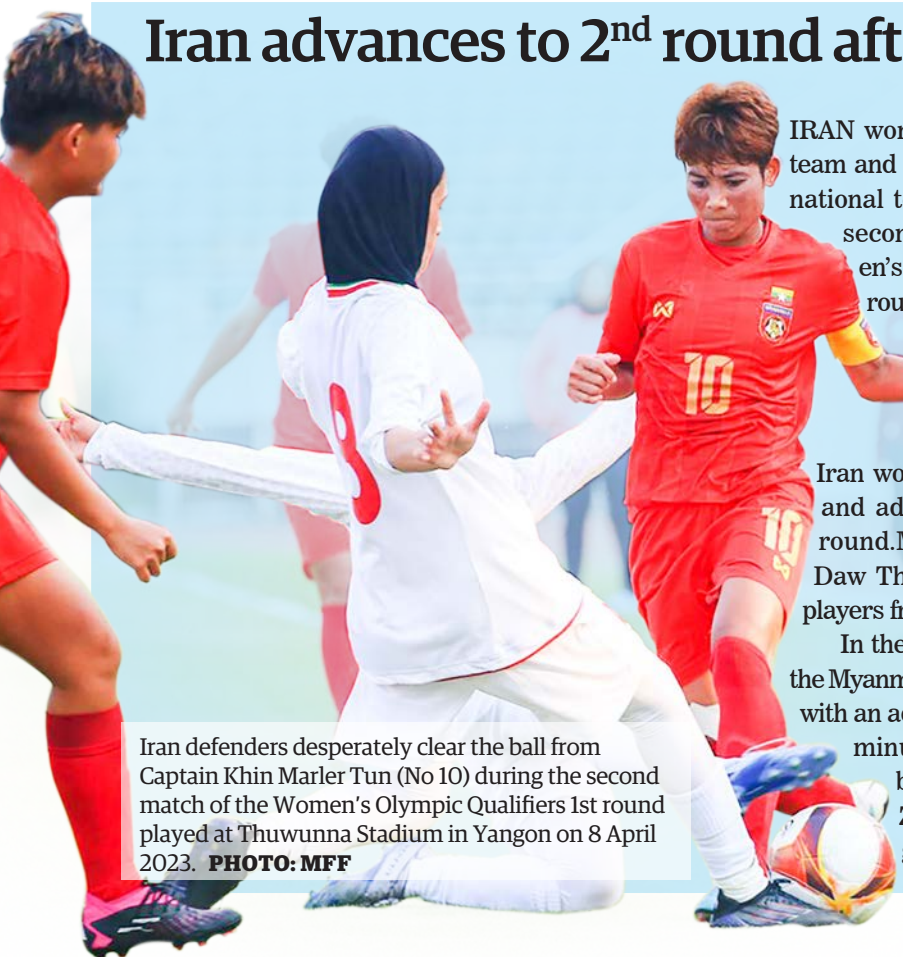 Iran advances to 2nd round aft
IRAN wor
team and
national t
secon
en's
rou
Iran wo
and ad
round.M
Daw Th
players fr
In the
the Myanm
with an a
minu
b
2
8
10
10
Iran defenders desperately clear the ball from
Captain Khin Marler Tun (No 10) during the second
match of the Women's Olympic Qualifiers 1st round
played at Thuwunna Stadium in Yangon on 8 April
2023. PHOTO: MFF